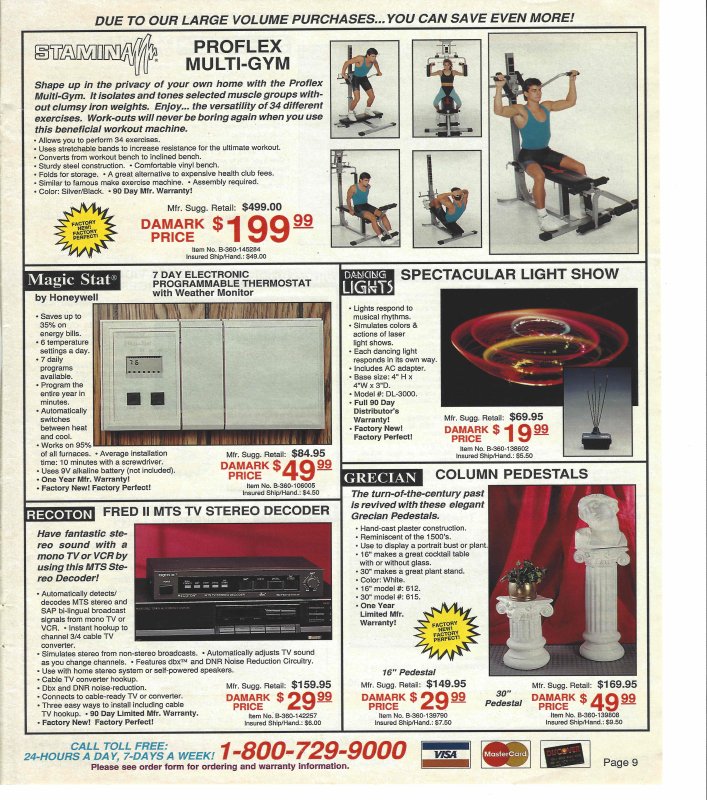 DUE TO OUR LARGE VOLUME PURCHASES...YOU CAN SAVE EVEN MORE!
STAMINA®
PROFLEX
MULTI-GYM
Shape up in the privacy of your own home with the Proflex
Multi-Gym. It isolates and tones selected muscle groups with-
out clumsy iron weights. Enjoy... the versatility of 34 different
exercises. Work-outs will never be boring again when you use
this beneficial workout machine.
• Allows you to perform 34 exercises.
• Uses stretchable bands to increase resistance for the ultimate workout.
• Converts from workout bench to inclined bench.
• Sturdy steel construction. • Comfortable vinyl bench.
• Folds for storage. • A great alternative to expensive health club fees.
• Similar to famous make exercise machine. • Assembly required.
• Color: Silver/Black. • 90 Day Mfr. Warranty!
FACTORY
NEW!
FACTORY
PERFECT!
Mfr. Sugg. Retail: $499.00
DAMARK
PRICE
$199 99
Item No. B-360-145284
Insured Ship/Hand.: $49.00
Magic Stat®
by Honeywell
7 DAY ELECTRONIC
PROGRAMMABLE THERMOSTAT
with Weather Monitor
• Saves up to
35% on
energy bills.
• 6 temperature
settings a day.
• 7 daily
programs
available.
• Program the
entire year in
minutes.
• Automatically
switches
between heat
and cool.
• Works on 95%
of all furnaces. • Average installation
time: 10 minutes with a screwdriver.
• Uses 9V alkaline battery (not included).
• One Year Mfr. Warranty!
• Factory New! Factory Perfect!
Mfr. Sugg. Retail: $84.95
DAMARK
PRICE
$49 99
Item No. B-360-106005
Insured Ship/Hand.: $4.50
DANCING
LIGHTS
SPECTACULAR LIGHT SHOW
• Lights respond to
musical rhythms.
• Simulates colors &
actions of laser
light shows.
• Each dancing light
responds in its own way.
• Includes AC adapter.
• Base size: 4" H x
4"W x 3"D.
• Model #: DL-3000.
• Full 90 Day
Distributor's
Warranty!
• Factory New!
Factory Perfect!
Mfr. Sugg. Retail: $69.95
DAMARK
PRICE
$19 99
Item No. B-360-138602
Insured Ship/Hand.: $5.50
RECOTON
FRED II MTS TV STEREO DECODER
Have fantastic ste-
reo sound with a
mono TV or VCR by
using this MTS Ste-
reo Decoder!
• Automatically detects/
decodes MTS stereo and
SAP bi-lingual broadcast
signals from mono TV or
VCR. • Instant hookup to
channel 3/4 cable TV
converter.
• Simulates stereo from non-stereo broadcasts. • Automatically adjusts TV sound
as you change channels. • Features dbx™ and DNR Noise Reduction Circuitry.
• Use with home stereo system or self-powered speakers.
• Cable TV converter hookup.
• Dbx and DNR noise-reduction.
• Connects to cable-ready TV or converter.
• Three easy ways to install including cable
TV hookup. • 90 Day Limited Mfr. Warranty.
• Factory New! Factory Perfect!
Mfr. Sugg. Retail: $159.95
DAMARK
PRICE
$29 99
Item No. B-360-142257
Insured Ship/Hand.: $6.00
GRECIAN
COLUMN PEDESTALS
The turn-of-the-century past
is revived with these elegant
Grecian Pedestals.
• Hand-cast plaster construction.
• Reminiscent of the 1500's.
• Use to display a portrait bust or plant.
• 16" makes a great cocktail table
with or without glass.
• 30" makes a great plant stand.
• Color: White.
• 16" model #: 612.
• 30" model #: 615.
• One Year
Limited Mfr.
Warranty!
FACTORY
NEW!
FACTORY
PERFECT!
16" Pedestal
Mfr. Sugg. Retail: $149.95
DAMARK
PRICE
$29 99
Item No. B-360-139790
Insured Ship/Hand.: $7.50
30"
Pedestal
Mfr. Sugg. Retail: $169.95
DAMARK
PRICE
$49 99
Item No. B-360-139808
Insured Ship/Hand.: $9.50
CALL TOLL FREE:
24-HOURS A DAY, 7-DAYS A WEEK!
1-800-729-9000
Please see order form for ordering and warranty information.
VISA
MasterCard
DISCOVER
Page 9